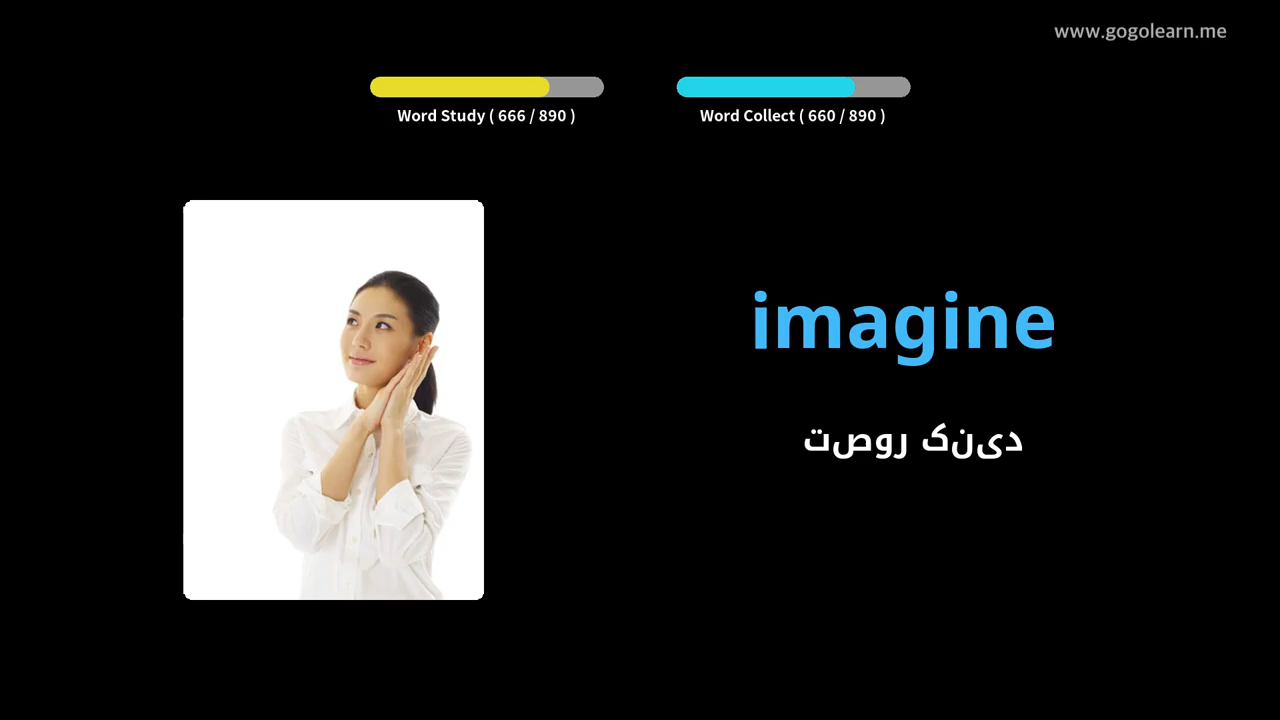 www.gogolearn.me
Word Study ( 666 / 890 )
Word Collect ( 660 / 890 )
imagine
تصور کنید